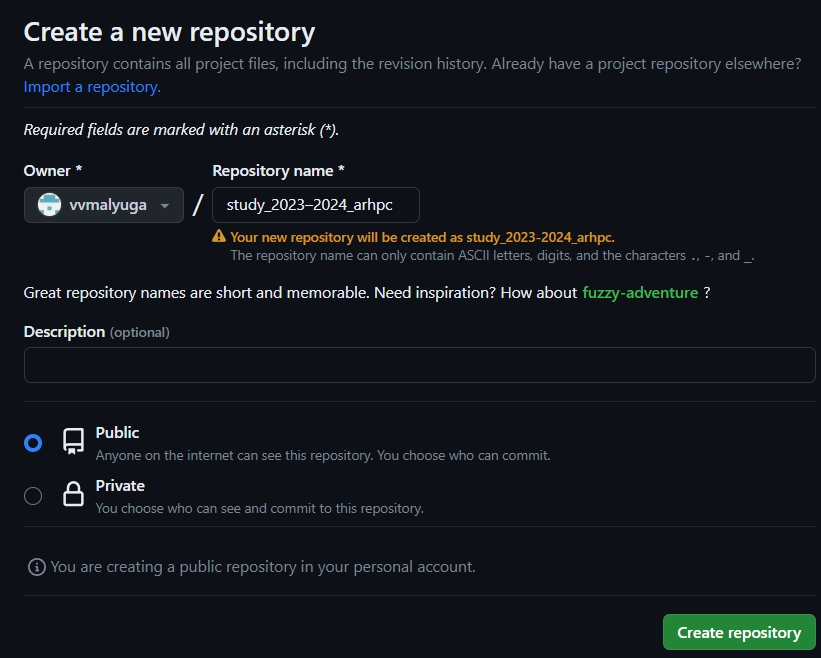 Create a new repository
A repository contains all project files, including the revision history. Already have a project repository elsewhere?
Import a repository.
Required fields are marked with an asterisk (*).
Owner *
Repository name *
vvmalyuga / study_2023–2024_arhpc
Your new repository will be created as study_2023-2024_arhpc.
The repository name can only contain ASCII letters, digits, and the characters ., -, and _.
Great repository names are short and memorable. Need inspiration? How about fuzzy-adventure ?
Description (optional)
Public
Anyone on the internet can see this repository. You choose who can commit.
Private
You choose who can see and commit to this repository.
You are creating a public repository in your personal account.
Create repository